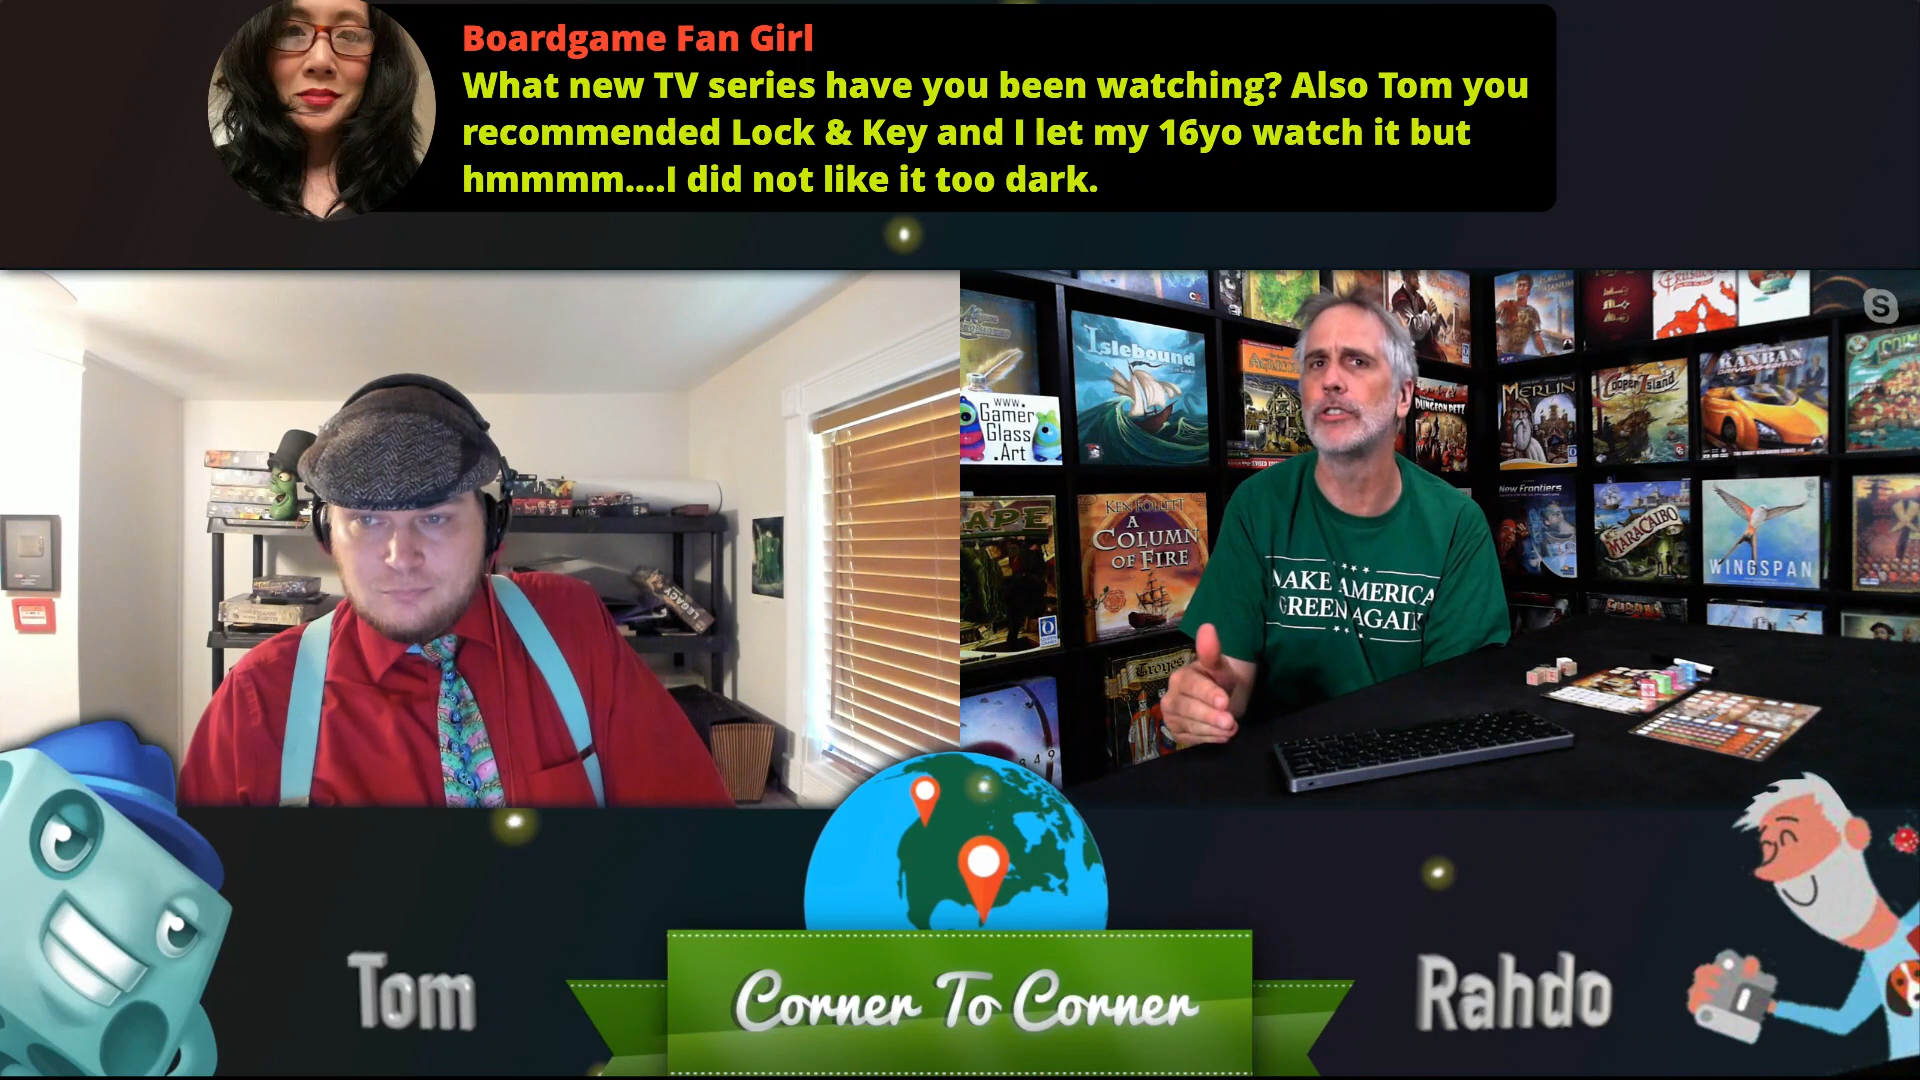 Boardgame Fan Girl
What new TV series have you been watching? Also Tom you
recommended Lock & Key and I let my 16yo watch it but
hmmmm....I did not like it too dark.
Islebound
www.
Gamer
Glass
.Art
APE
KEN FOLLETT
A
COLUMN
OF FIRE
Troyes
DUNGEON PETZ
MERLIN
Cooper Island
KANBAN
New Frontiers
MARACAIBO
WINGSPAN
LEGACY
MAKE AMERICA
GREEN AGAIN
S
Tom
Corner To Corner
Rahdo